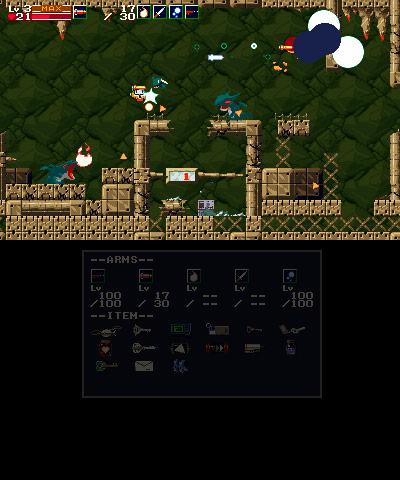 Lv 3 MAX 17
21 / 30
1
--ARMS--
Lv Lv Lv Lv Lv
100 17 -- -- 100
/100 / 30 / -- / -- /100
--ITEM--